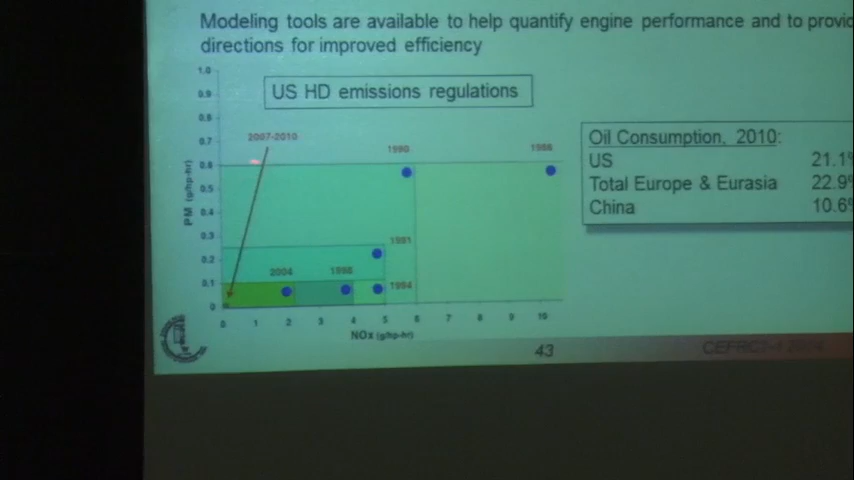 Modeling tools are available to help quantify engine performance and to provid
directions for improved efficiency
US HD emissions regulations
1.0
0.9
0.8
0.7
0.6
0.5
0.4
0.3
0.2
0.1
0
PM (g/hp-hr)
2007-2010
1990
1988
1991
2004
1998
1994
0 1 2 3 4 5 6 7 8 9 10
NOx (g/hp-hr)
Oil Consumption, 2010:
US 21.1%
Total Europe & Eurasia 22.9%
China 10.6%
43